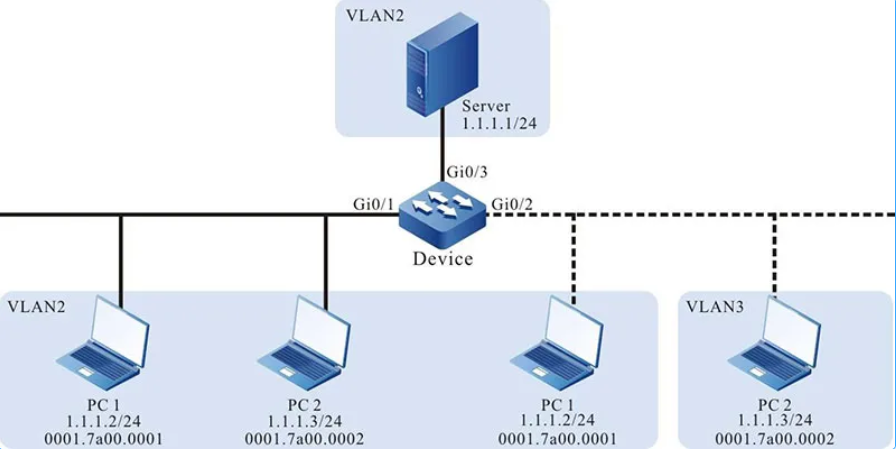 VLAN2
Server
1.1.1.1/24
Gi0/3
Gi0/1
Gi0/2
Device
VLAN2
VLAN3
PC 1
1.1.1.2/24
0001.7a00.0001
PC 2
1.1.1.3/24
0001.7a00.0002
PC 1
1.1.1.2/24
0001.7a00.0001
PC 2
1.1.1.3/24
0001.7a00.0002